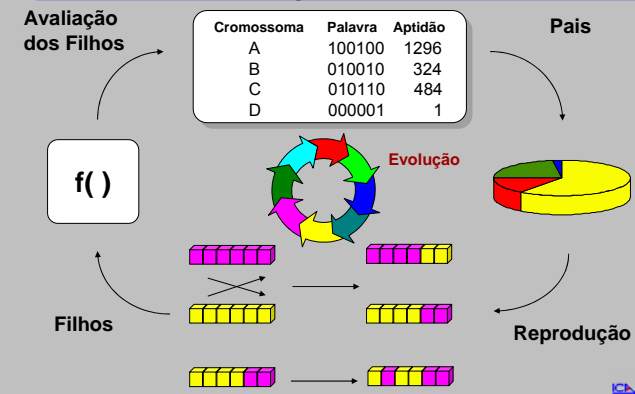 Avaliação
dos Filhos
Cromossoma Palavra Aptidão
A 100100 1296
B 010010 324
C 010110 484
D 000001 1
Pais
f( )
Evolução
Filhos
Reprodução
ICA